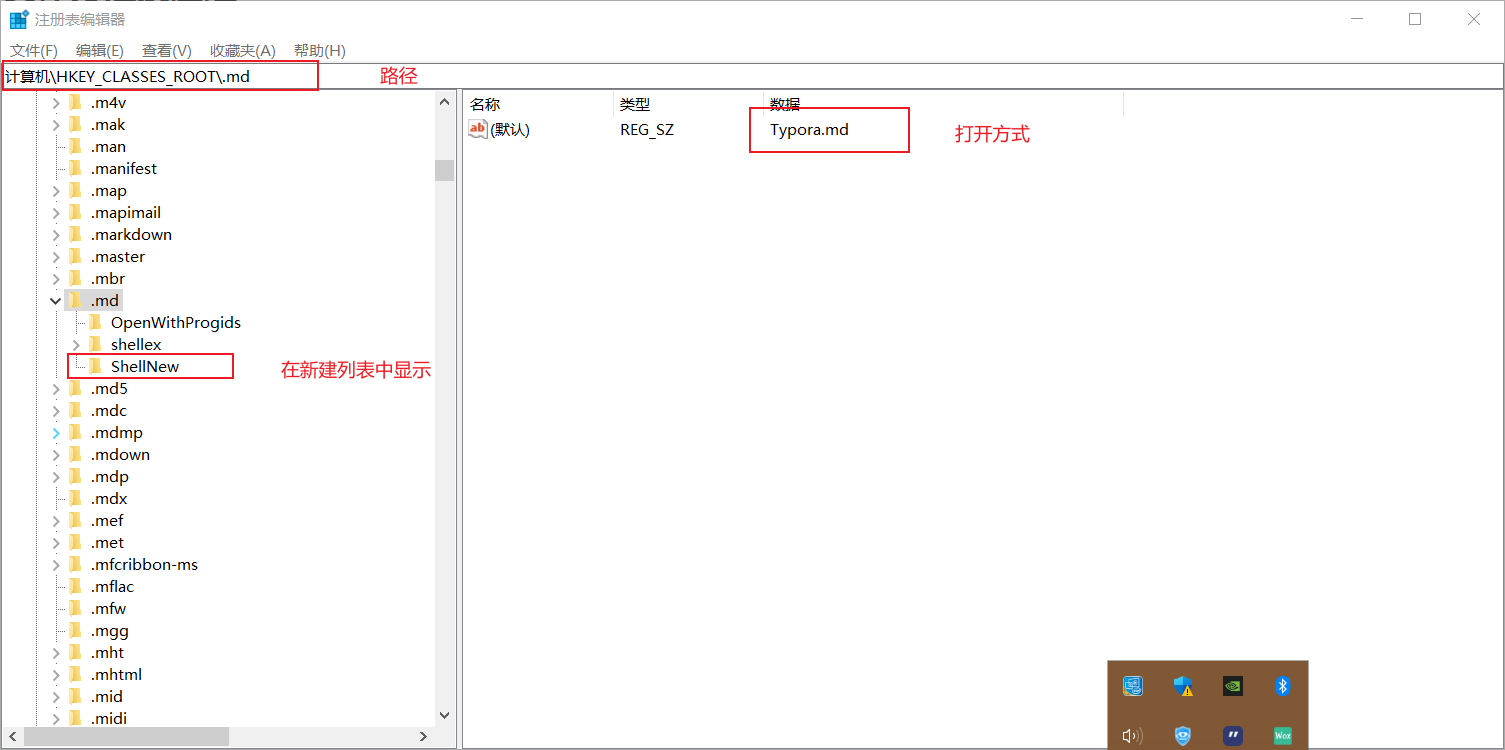 注册表编辑器
文件(F) 编辑(E) 查看(V) 收藏夹(A) 帮助(H)
计算机\HKEY_CLASSES_ROOT\.md 路径
名称 类型 数据
ab (默认) REG_SZ Typora.md 打开方式
.m4v
.mak
.man
.manifest
.map
.mapimail
.markdown
.master
.mbr
.md
OpenWithProgids
shellex
ShellNew 在新建列表中显示
.md5
.mdc
.mdmp
.mdown
.mdp
.mdx
.mef
.met
.mfcribbon-ms
.mflac
.mfw
.mgg
.mht
.mhtml
.mid
.midi
Wox